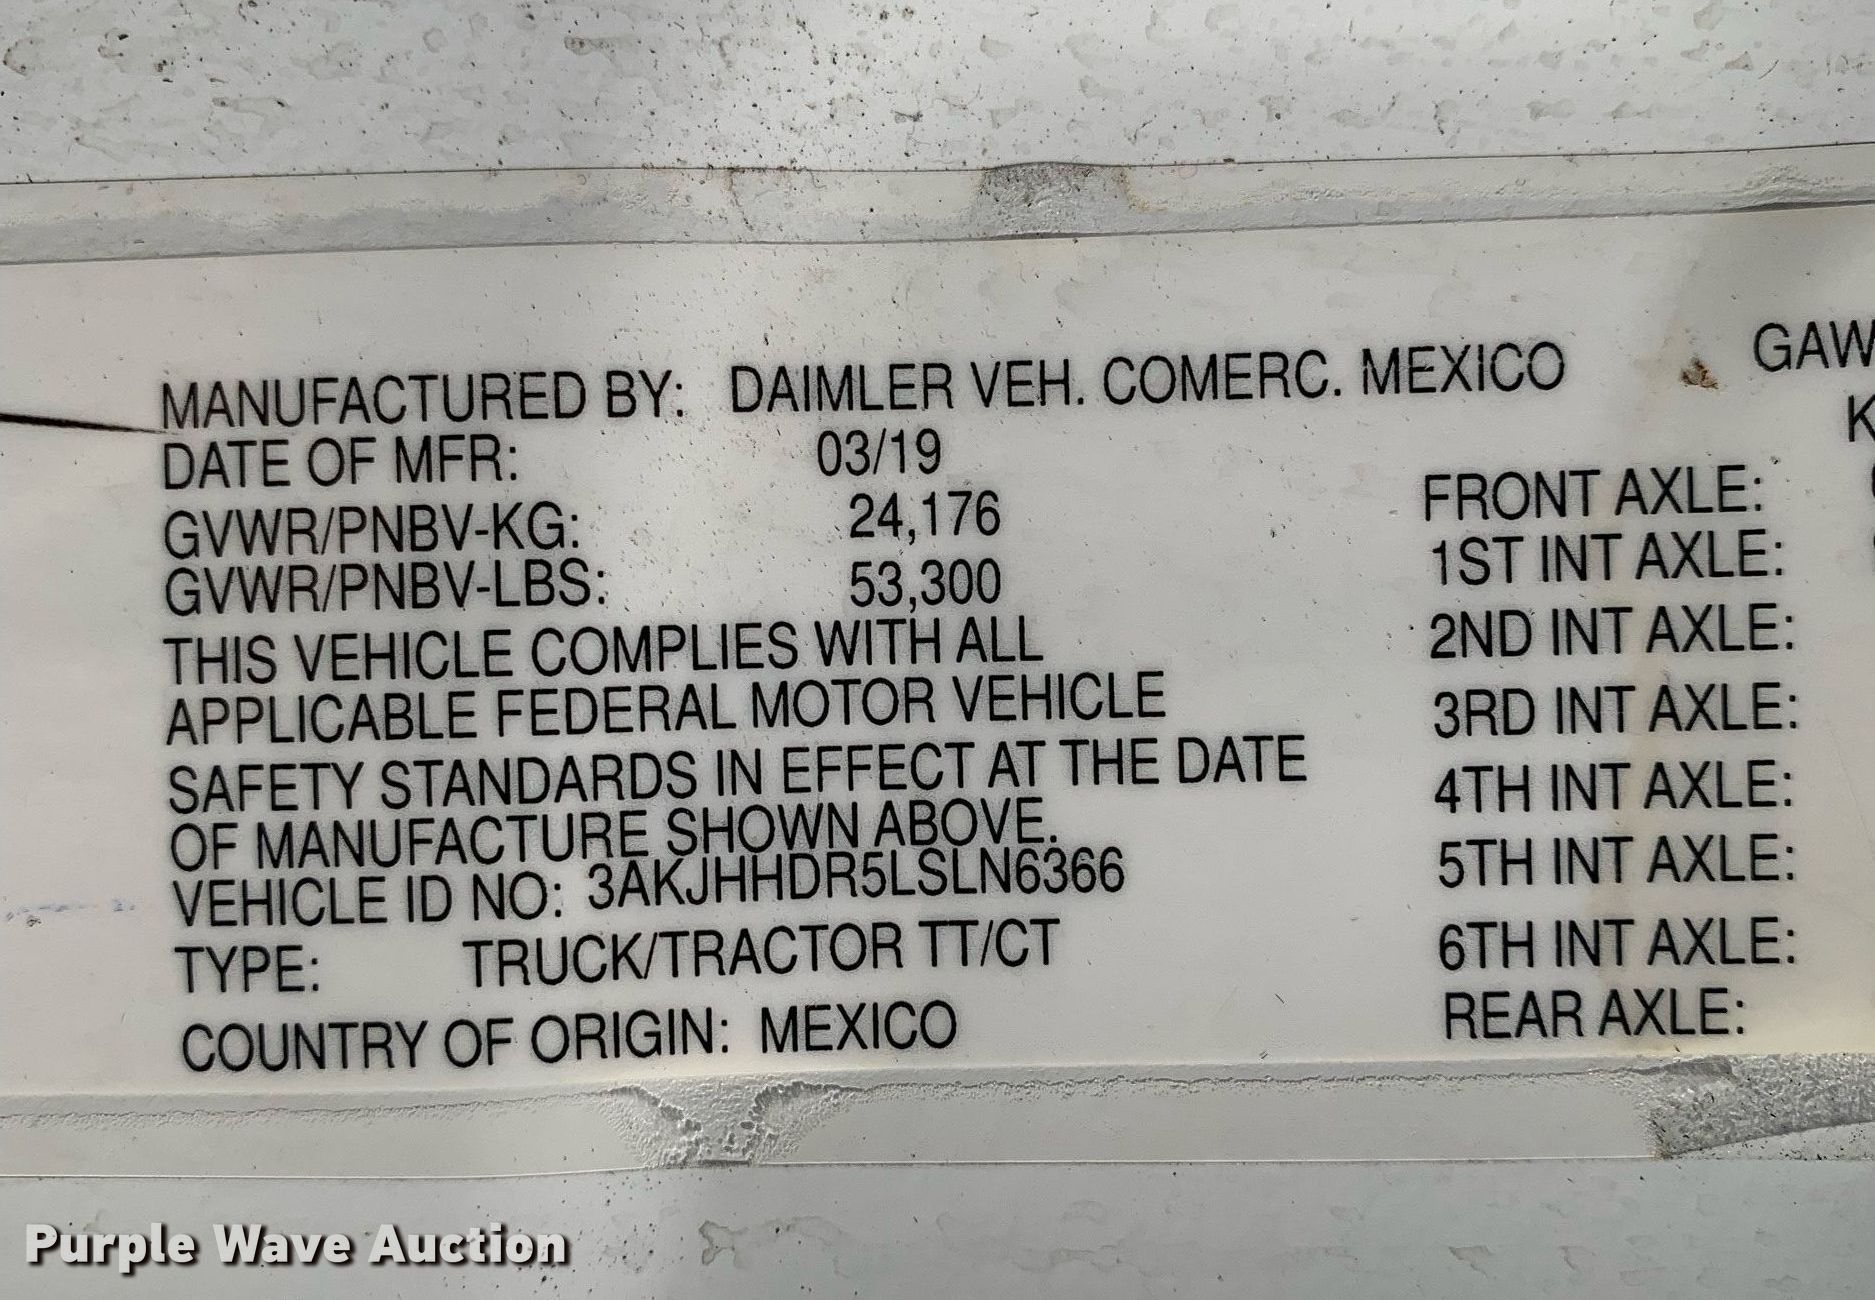 MANUFACTURED BY: DAIMLER VEH. COMERC. MEXICO
DATE OF MFR: 03/19
GVWR/PNBV-KG: 24,176
GVWR/PNBV-LBS: 53,300
THIS VEHICLE COMPLIES WITH ALL
APPLICABLE FEDERAL MOTOR VEHICLE
SAFETY STANDARDS IN EFFECT AT THE DATE
OF MANUFACTURE SHOWN ABOVE.
VEHICLE ID NO: 3AKJHHDR5LSLN6366
TYPE: TRUCK/TRACTOR TT/CT
COUNTRY OF ORIGIN: MEXICO
GAW
K
FRONT AXLE:
1ST INT AXLE:
2ND INT AXLE:
3RD INT AXLE:
4TH INT AXLE:
5TH INT AXLE:
6TH INT AXLE:
REAR AXLE:
Purple Wave Auction